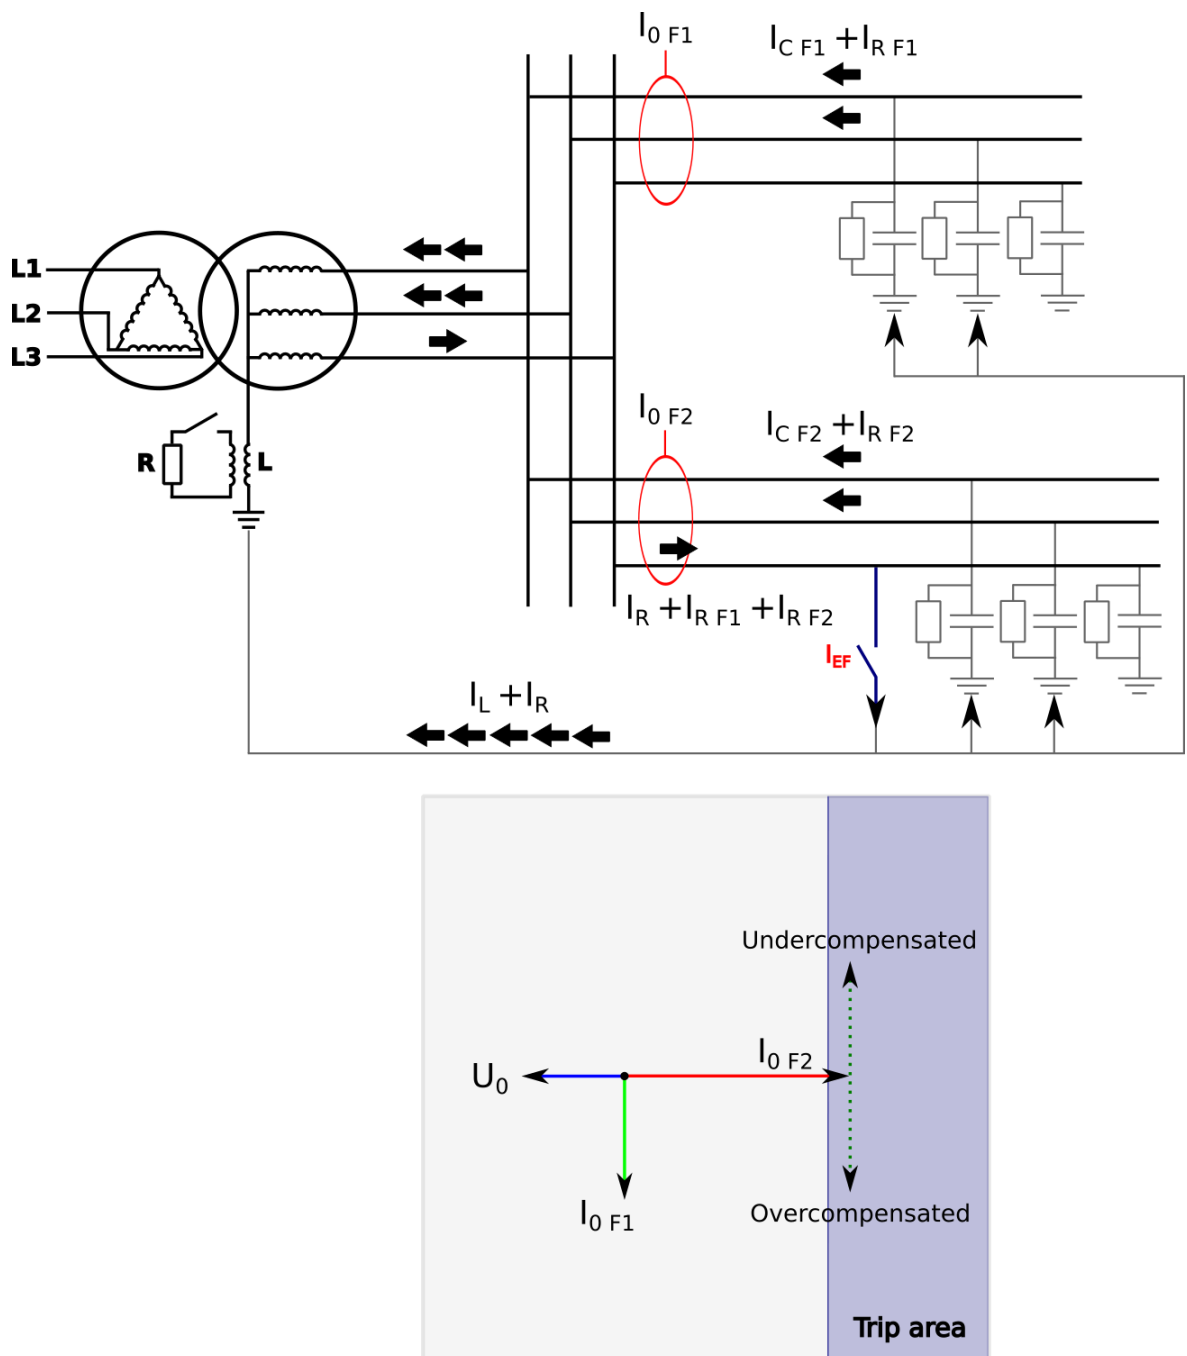 I0 F1
IC F1 +IR F1
L1
L2
L3
R
L
I0 F2
IC F2 +IR F2
IR +IR F1 +IR F2
IEF
IL +IR
Undercompensated
I0 F2
U0
I0 F1
Overcompensated
Trip area